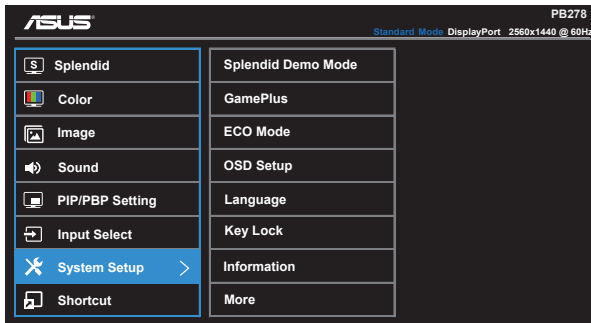 ASUS
PB278
Standard Mode DisplayPort 2560x1440 @ 60Hz
S Splendid
Color
Image
Sound
PIP/PBP Setting
Input Select
System Setup
Shortcut
Splendid Demo Mode
GamePlus
ECO Mode
OSD Setup
Language
Key Lock
Information
More